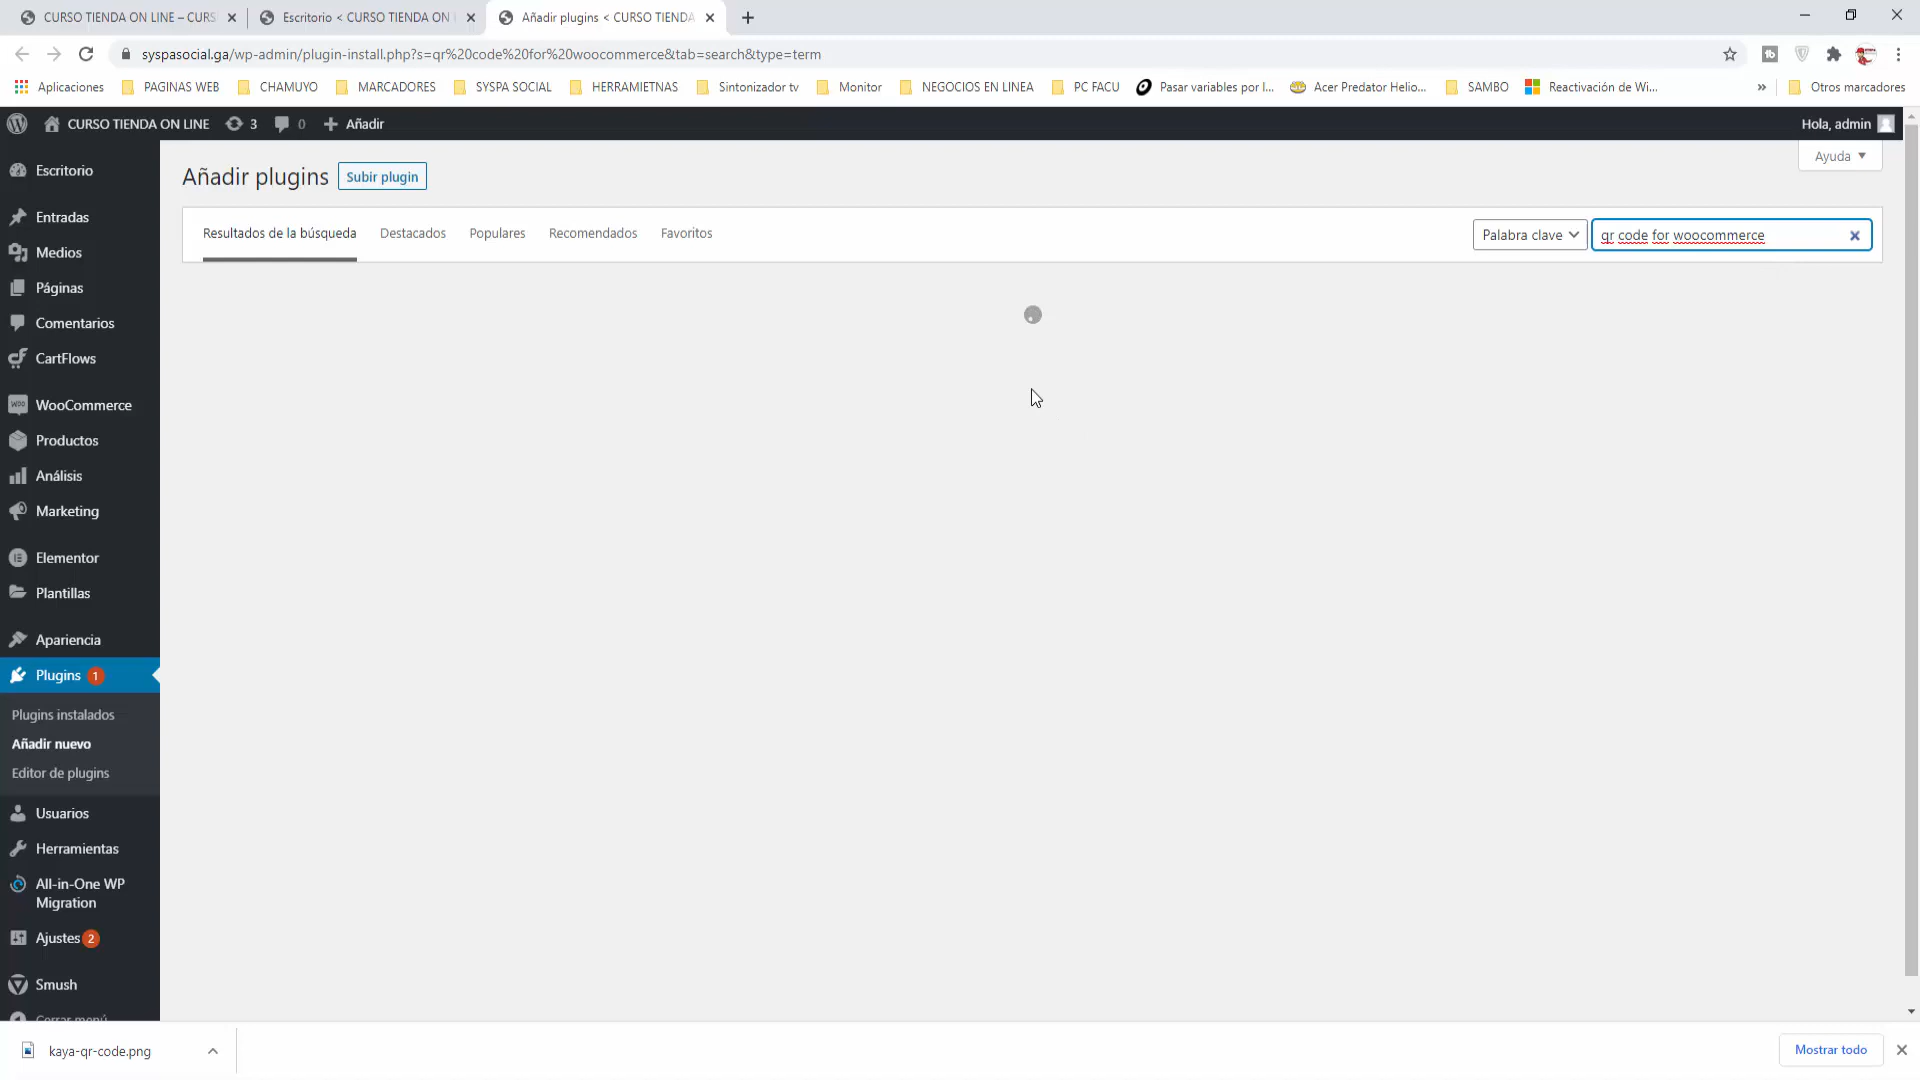 CURSO TIENDA ON LINE – CURS
Escritorio < CURSO TIENDA ON
Añadir plugins < CURSO TIENDA
syspasocial.ga/wp-admin/plugin-install.php?s=qr%20code%20for%20woocommerce&tab=search&type=term
Aplicaciones
PAGINAS WEB
CHAMUYO
MARCADORES
SYSPA SOCIAL
HERRAMIETNAS
Sintonizador tv
Monitor
NEGOCIOS EN LINEA
PC FACU
Pasar variables por l...
Acer Predator Helio...
SAMBO
Reactivación de Wi...
»
Otros marcadores
CURSO TIENDA ON LINE
3
0
Añadir
Hola, admin
Ayuda
Añadir plugins
Subir plugin
Resultados de la búsqueda
Destacados
Populares
Recomendados
Favoritos
Palabra clave
qr code for woocommerce
Escritorio
Entradas
Medios
Páginas
Comentarios
CartFlows
WooCommerce
Productos
Análisis
Marketing
Elementor
Plantillas
Apariencia
Plugins 1
Plugins instalados
Añadir nuevo
Editor de plugins
Usuarios
Herramientas
All-in-One WP
Migration
Ajustes 2
Smush
Cerrar menú
kaya-qr-code.png
Mostrar todo